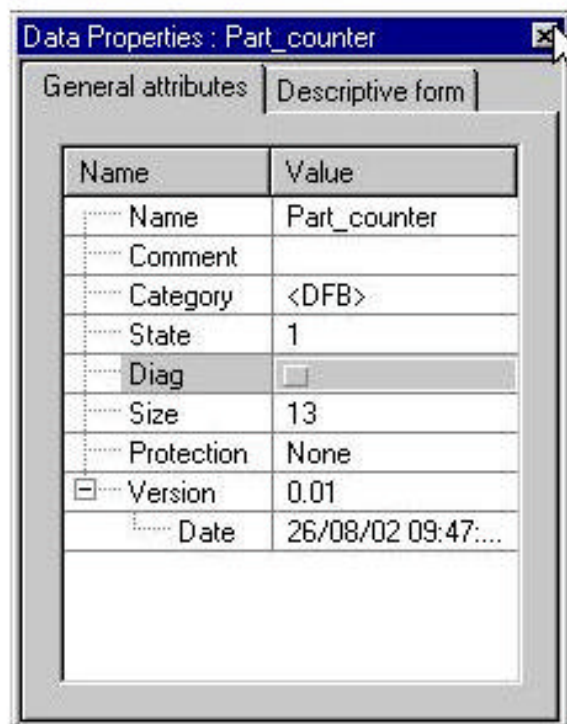 Data Properties : Part_counter
General attributes Descriptive form
Name Value
Name Part_counter
Comment
Category <DFB>
State 1
Diag
Size 13
Protection None
Version 0.01
Date 26/08/02 09:47:...